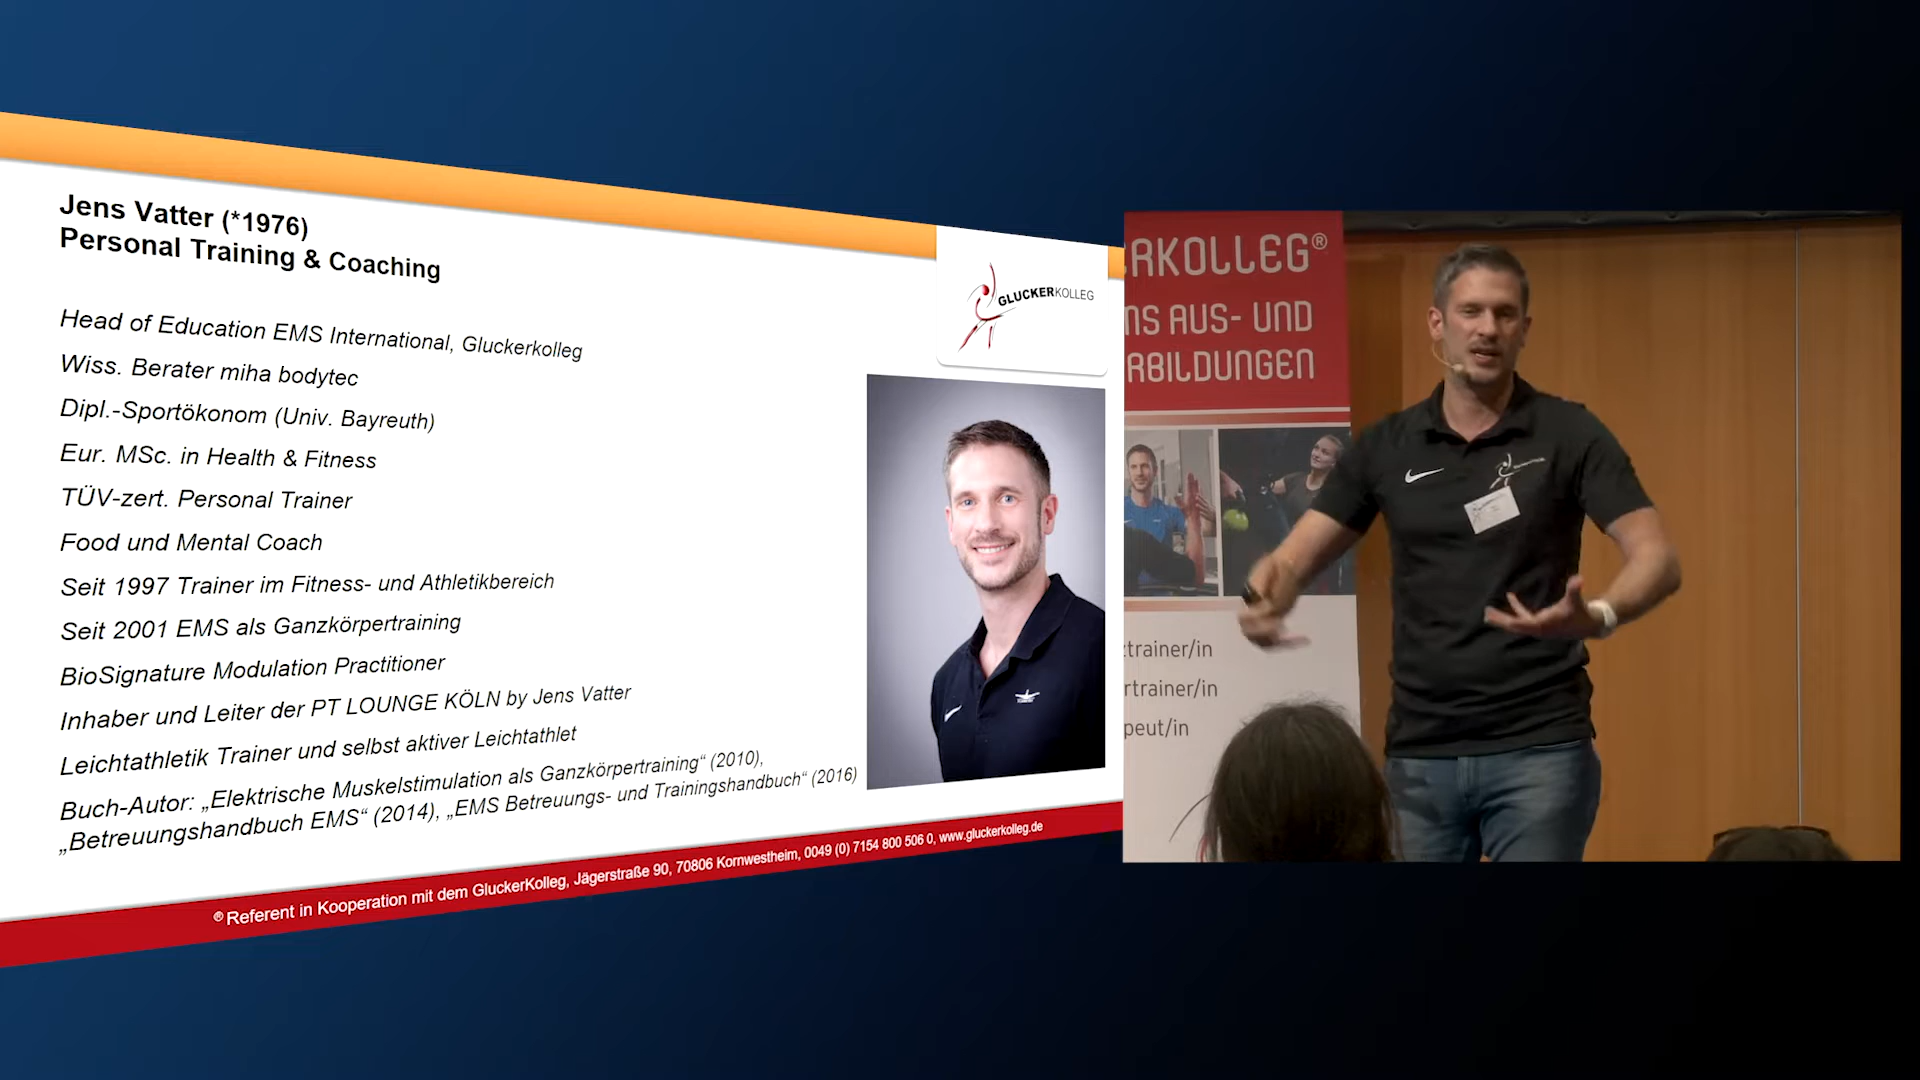 Jens Vatter (*1976)
Personal Training & Coaching
Head of Education EMS International, Gluckerkolleg
Wiss. Berater miha bodytec
Dipl.-Sportökonom (Univ. Bayreuth)
Eur. MSc. in Health & Fitness
TÜV-zert. Personal Trainer
Food und Mental Coach
Seit 1997 Trainer im Fitness- und Athletikbereich
Seit 2001 EMS als Ganzkörpertraining
BioSignature Modulation Practitioner
Inhaber und Leiter der PT LOUNGE KÖLN by Jens Vatter
Leichtathletik Trainer und selbst aktiver Leichtathlet
Buch-Autor: „Elektrische Muskelstimulation als Ganzkörpertraining“ (2010),
„Betreuungshandbuch EMS“ (2014), „EMS Betreuungs- und Trainingshandbuch“ (2016)
® Referent in Kooperation mit dem GluckerKolleg, Jägerstraße 90, 70806 Kornwestheim, 0049 (0) 7154 800 506 0, www.gluckerkolleg.de
GLUCKERKOLLEG
ERKOLLEG®
MS AUS- UND
RBILDUNGEN
ztrainer/in
rtrainer/in
peut/in